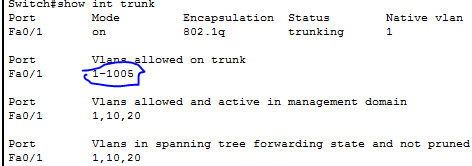 Switch#show int trunk
Port Mode Encapsulation Status Native vlan
Fa0/1 on 802.1q trunking 1
Port Vlans allowed on trunk
Fa0/1 1-1005
Port Vlans allowed and active in management domain
Fa0/1 1,10,20
Port Vlans in spanning tree forwarding state and not pruned
Fa0/1 1,10,20